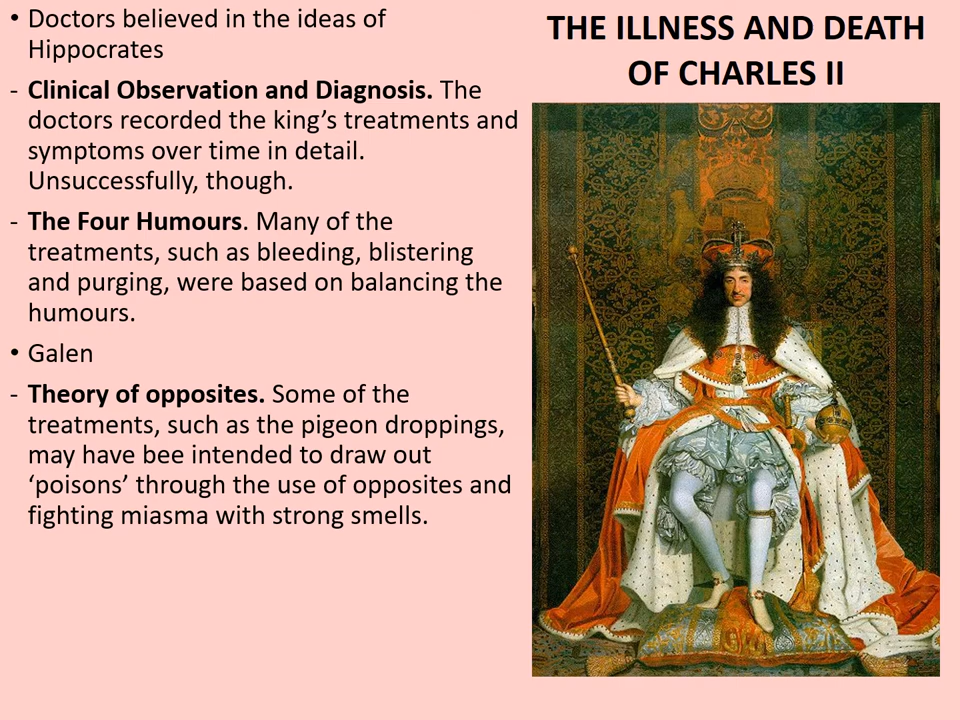 • Doctors believed in the ideas of
Hippocrates
- Clinical Observation and Diagnosis. The
doctors recorded the king’s treatments and
symptoms over time in detail.
Unsuccessfully, though.
- The Four Humours. Many of the
treatments, such as bleeding, blistering
and purging, were based on balancing the
humours.
• Galen
- Theory of opposites. Some of the
treatments, such as the pigeon droppings,
may have bee intended to draw out
‘poisons’ through the use of opposites and
fighting miasma with strong smells.
THE ILLNESS AND DEATH
OF CHARLES II